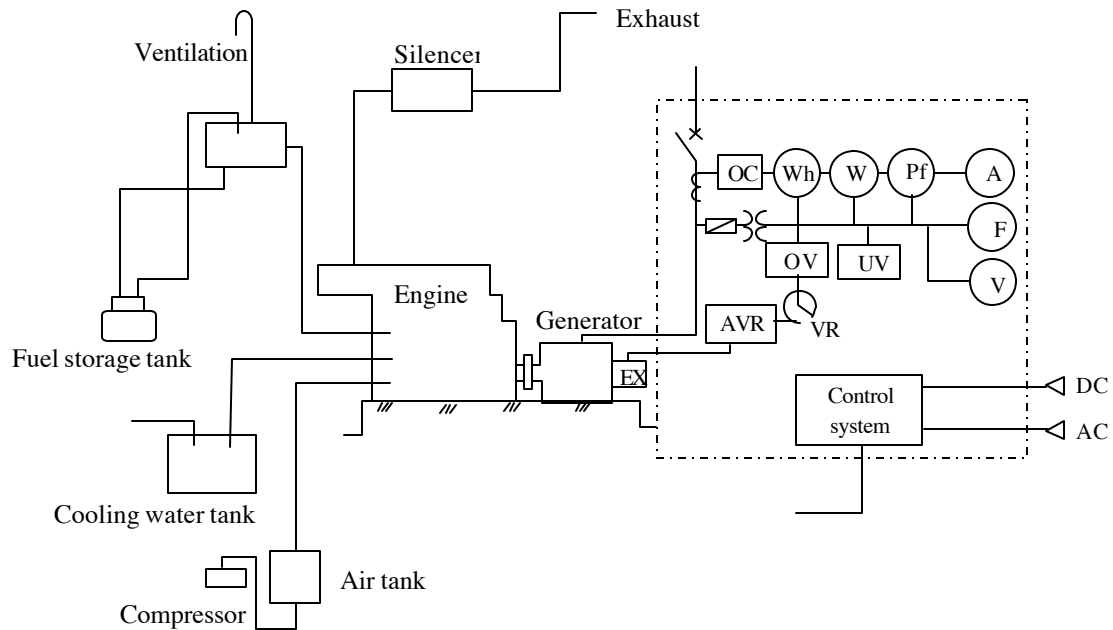 Exhaust
Ventilation
Silencer
OC
Wh
W
Pf
A
F
OV
UV
V
Engine
Generator
AVR
VR
Fuel storage tank
EX
Control
system
DC
AC
Cooling water tank
Air tank
Compressor